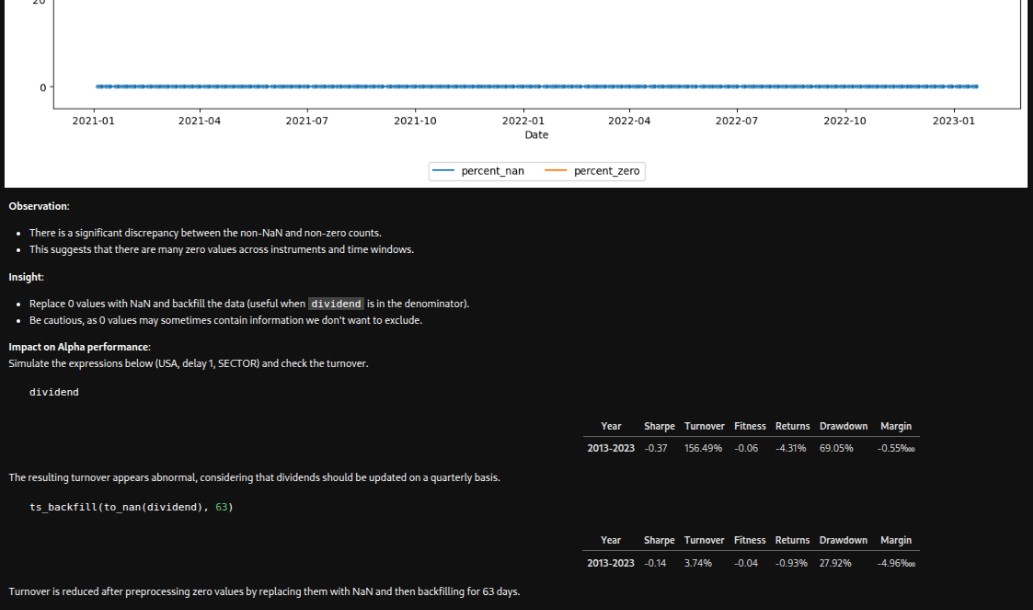 20
0
2021-01 2021-04 2021-07 2021-10 2022-01 2022-04 2022-07 2022-10 2023-01
Date
percent_nan percent_zero
Observation:
• There is a significant discrepancy between the non-NaN and non-zero counts.
• This suggests that there are many zero values across instruments and time windows.
Insight:
• Replace 0 values with NaN and backfill the data (useful when dividend is in the denominator).
• Be cautious, as 0 values may sometimes contain information we don't want to exclude.
Impact on Alpha performance:
Simulate the expressions below (USA, delay 1, SECTOR) and check the turnover.
dividend
Year Sharpe Turnover Fitness Returns Drawdown Margin
2013-2023 -0.37 156.49% -0.06 -4.31% 69.05% -0.55‱
The resulting turnover appears abnormal, considering that dividends should be updated on a quarterly basis.
ts_backfill(to_nan(dividend), 63)
Year Sharpe Turnover Fitness Returns Drawdown Margin
2013-2023 -0.14 3.74% -0.04 -0.93% 27.92% -4.96‱
Turnover is reduced after preprocessing zero values by replacing them with NaN and then backfilling for 63 days.